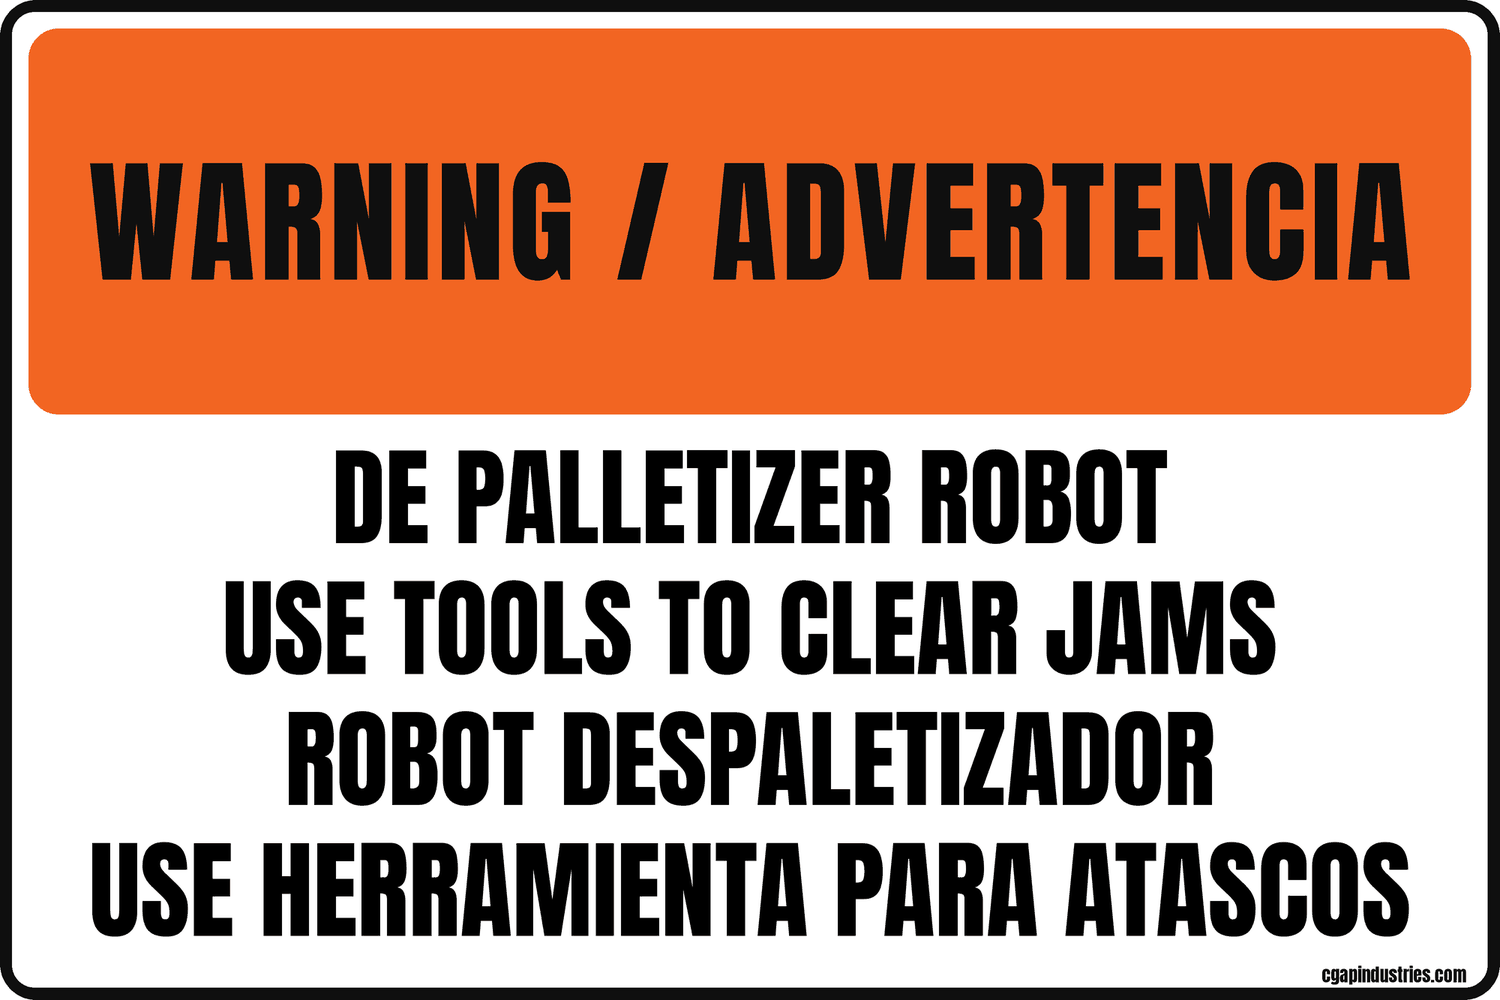 WARNING / ADVERTENCIA
DE PALLETIZER ROBOT
USE TOOLS TO CLEAR JAMS
ROBOT DESPALETIZADOR
USE HERRAMIENTA PARA ATASCOS
cgapindustries.com